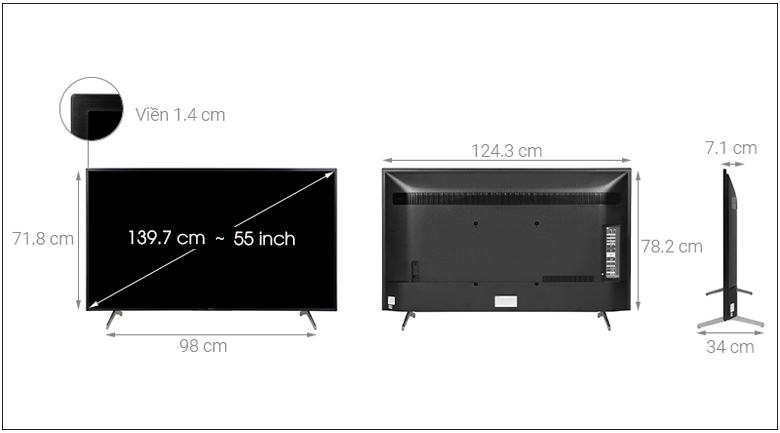 Viền 1.4 cm
124.3 cm
7.1 cm
71.8 cm
139.7 cm ~ 55 inch
78.2 cm
98 cm
34 cm